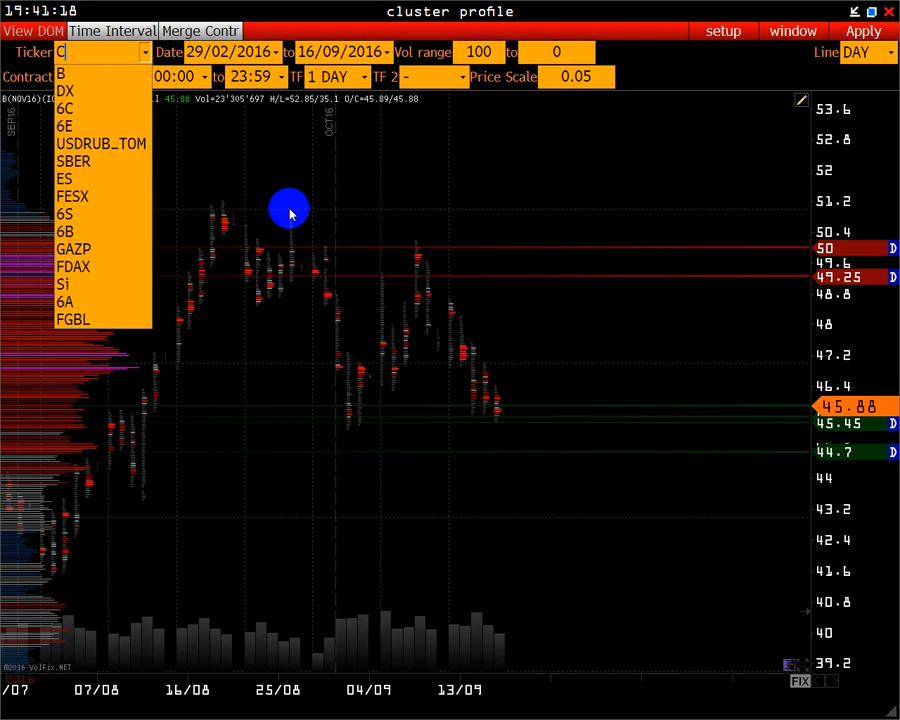 19:41:18 cluster profile
View DOM Time Interval Merge Contr setup window Apply
Ticker C Date 29/02/2016 to 16/09/2016 Vol range 100 to 0 Line DAY
Contract 00:00 to 23:59 TF 1 DAY TF 2 - Price Scale 0.05
B
DX
6C
6E
USDRUB_TOM
SBER
ES
FESX
6S
6B
GAZP
FDAX
Si
6A
FGBL
45.88 Vol=23'305'697 H/L=52.85/35.1 O/C=45.89/45.88
SEP16
OCT16
53.6
52.8
52
51.2
50.4
50 D
49.6
49.25 D
48.8
48
47.2
46.4
45.88
45.45 D
44.7 D
44
43.2
42.4
41.6
40.8
40
39.2
©2016 VolFix.NET
2016
/07 07/08 16/08 25/08 04/09 13/09
FIX